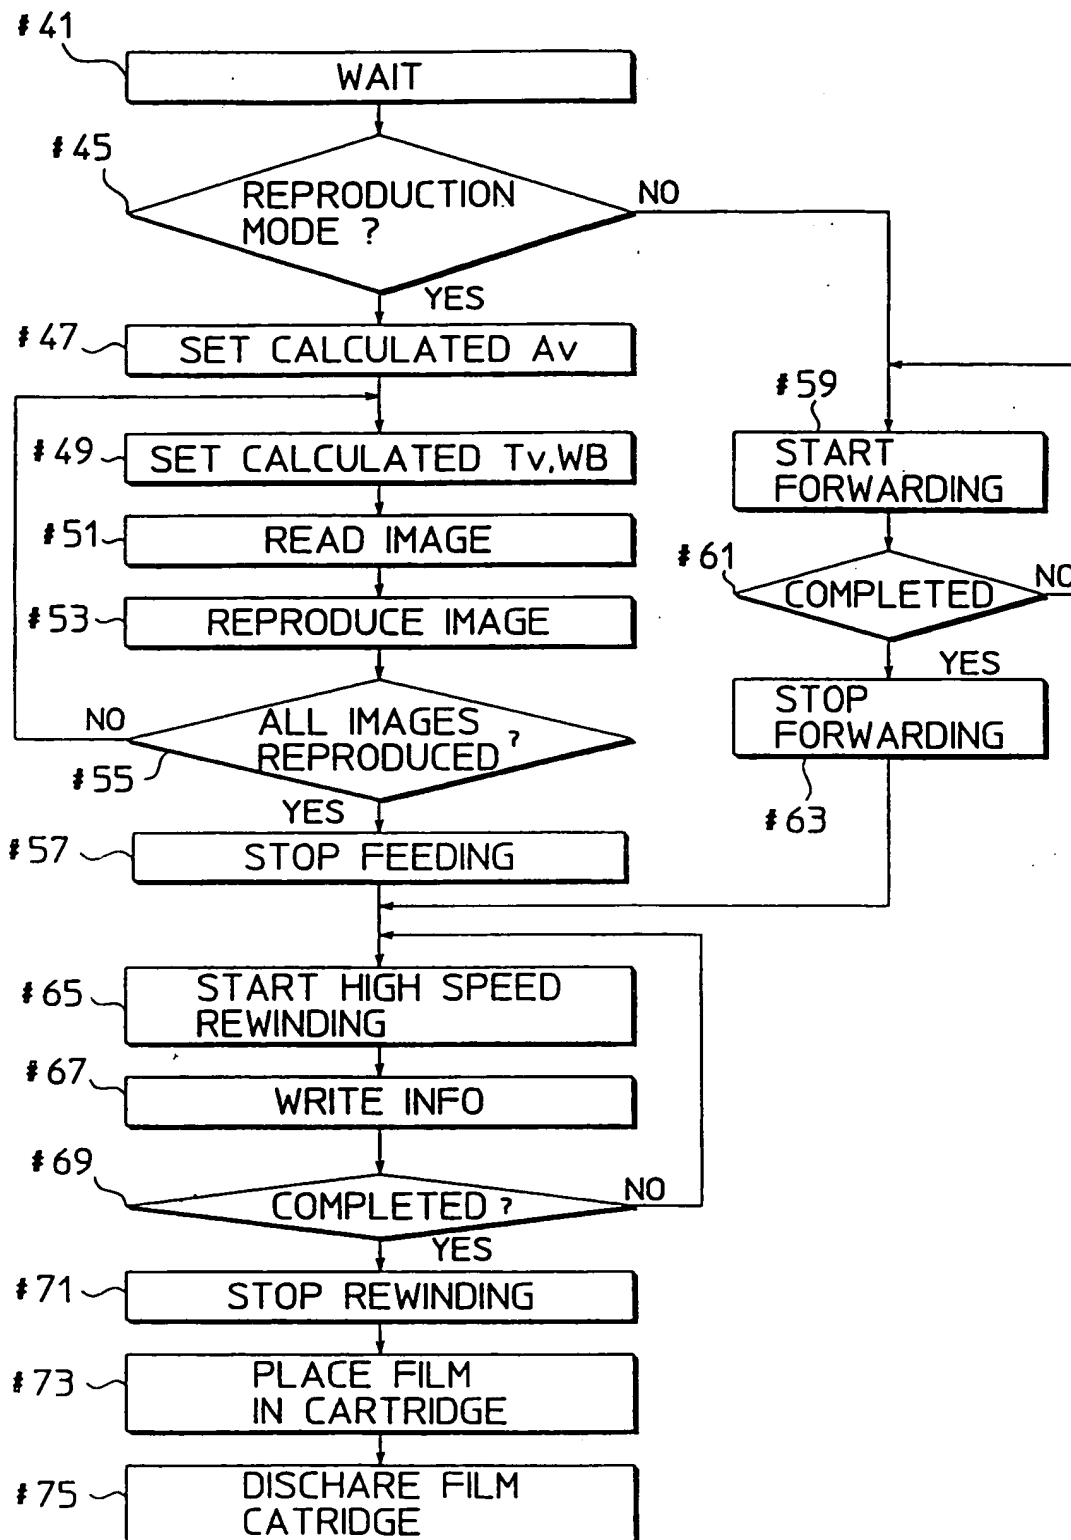 #41
WAIT
#45
REPRODUCTION
MODE ?
NO
YES
#47
SET CALCULATED Av
#49
SET CALCULATED Tv,WB
#51
READ IMAGE
#53
REPRODUCE IMAGE
ALL IMAGES
REPRODUCED ?
NO
#55
YES
#57
STOP FEEDING
#59
START
FORWARDING
#61
COMPLETED
NO
YES
STOP
FORWARDING
#63
#65
START HIGH SPEED
REWINDING
#67
WRITE INFO
#69
COMPLETED ?
NO
YES
#71
STOP REWINDING
#73
PLACE FILM
IN CARTRIDGE
#75
DISCHARE FILM
CATRIDGE